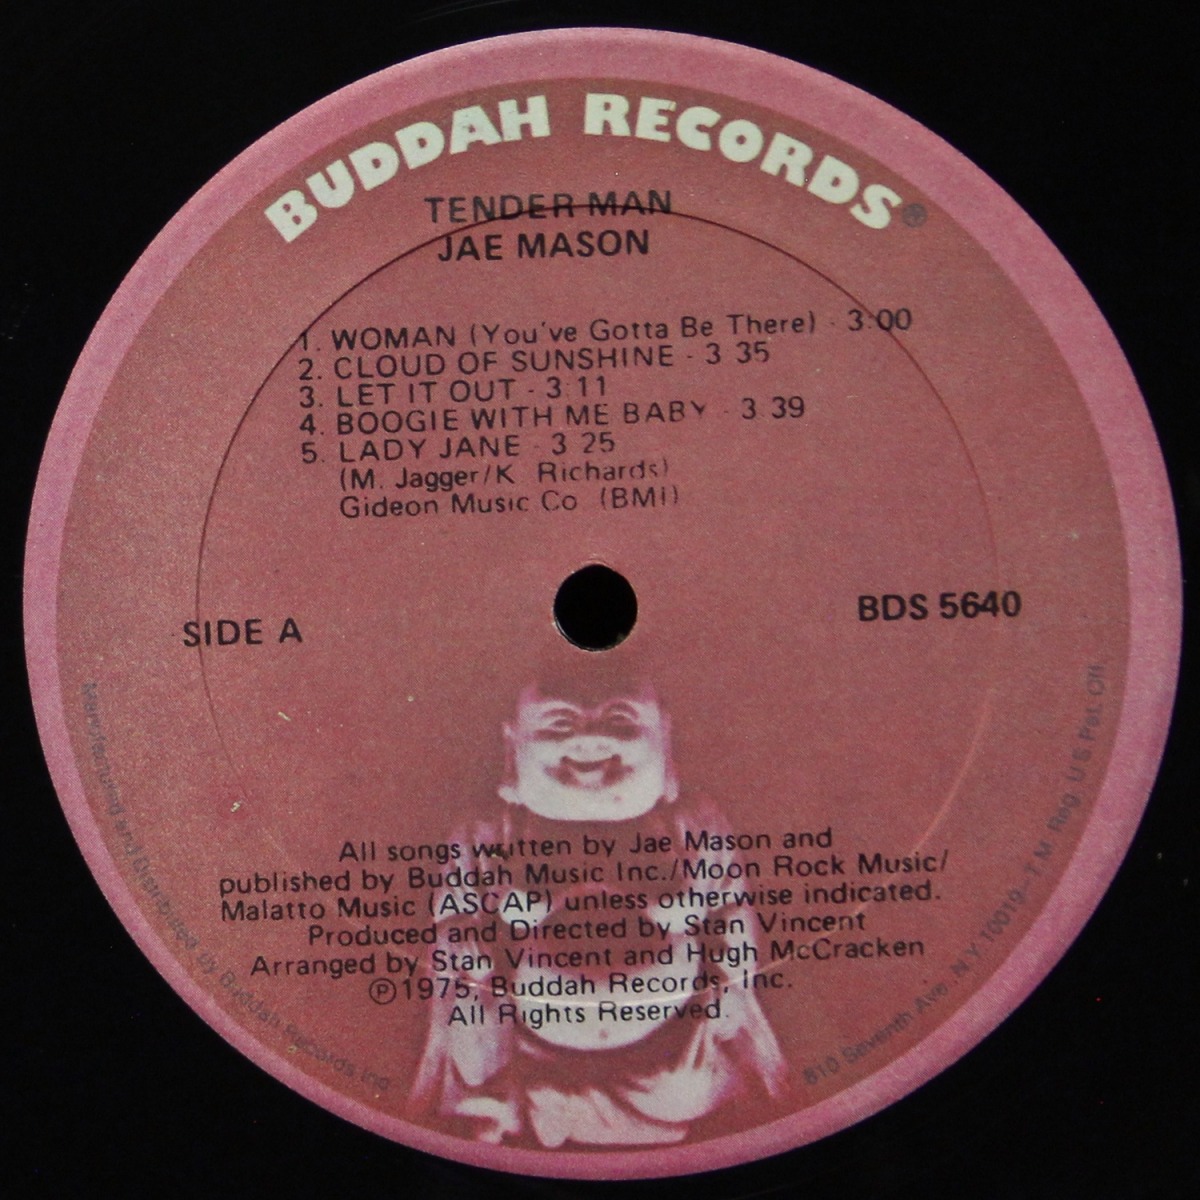 BUDDAH RECORDS®
TENDER MAN
JAE MASON
1. WOMAN (You've Gotta Be There) - 3:00
2. CLOUD OF SUNSHINE - 3 35
3. LET IT OUT - 3:11
4. BOOGIE WITH ME BABY - 3 39
5. LADY JANE - 3 25
(M. Jagger/K Richards)
Gideon Music Co (BMI)
SIDE A
BDS 5640
All songs written by Jae Mason and
published by Buddah Music Inc./Moon Rock Music/
Malatto Music (ASCAP) unless otherwise indicated.
Produced and Directed by Stan Vincent
Arranged by Stan Vincent and Hugh McCracken
℗1975, Buddah Records, Inc.
All Rights Reserved.
Manufactured and Distributed by Buddah Records Inc.
810 Seventh Ave. N.Y. 10019-T.M. Reg. U S Pat. Off.